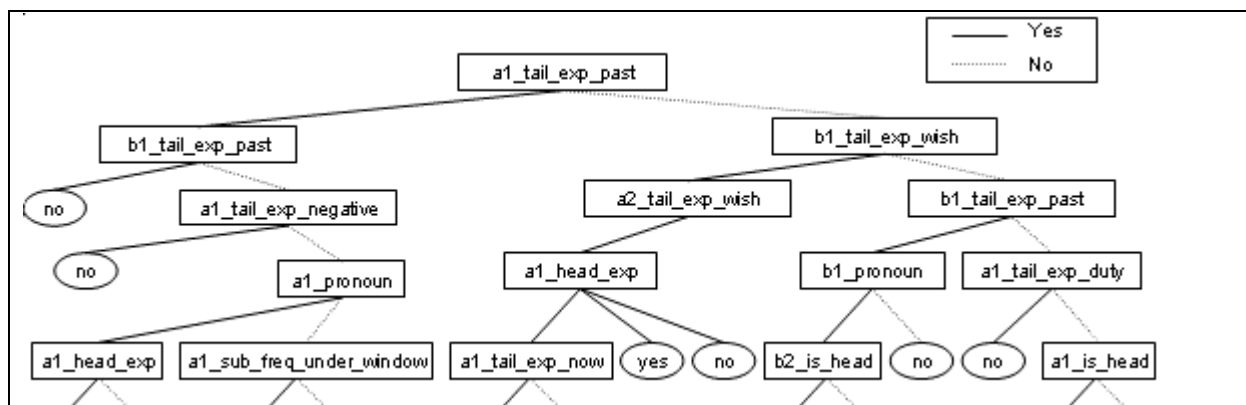 Yes
No
a1_tail_exp_past
b1_tail_exp_past
b1_tail_exp_wish
no
a1_tail_exp_negative
a2_tail_exp_wish
b1_tail_exp_past
no
a1_pronoun
a1_head_exp
b1_pronoun
a1_tail_exp_duty
a1_head_exp
a1_sub_freq_under_window
a1_tail_exp_now
yes
no
b2_is_head
no
no
a1_is_head